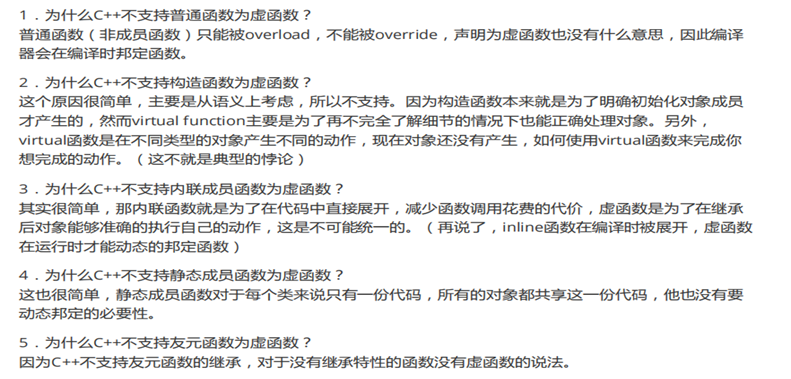 1．为什么C++不支持普通函数为虚函数？
普通函数（非成员函数）只能被overload，不能被override，声明为虚函数也没有什么意思，因此编译
器会在编译时邦定函数。
2．为什么C++不支持构造函数为虚函数？
这个原因很简单，主要是从语义上考虑，所以不支持。因为构造函数本来就是为了明确初始化对象成员
才产生的，然而virtual function主要是为了再不完全了解细节的情况下也能正确处理对象。另外，
virtual函数是在不同类型的对象产生不同的动作，现在对象还没有产生，如何使用virtual函数来完成你
想完成的动作。（这不就是典型的悖论）
3．为什么C++不支持内联成员函数为虚函数？
其实很简单，那内联函数就是为了在代码中直接展开，减少函数调用花费的代价，虚函数是为了在继承
后对象能够准确的执行自己的动作，这是不可能统一的。（再说了，inline函数在编译时被展开，虚函数
在运行时才能动态的邦定函数）
4．为什么C++不支持静态成员函数为虚函数？
这也很简单，静态成员函数对于每个类来说只有一份代码，所有的对象都共享这一份代码，他也没有要
动态邦定的必要性。
5．为什么C++不支持友元函数为虚函数？
因为C++不支持友元函数的继承，对于没有继承特性的函数没有虚函数的说法。